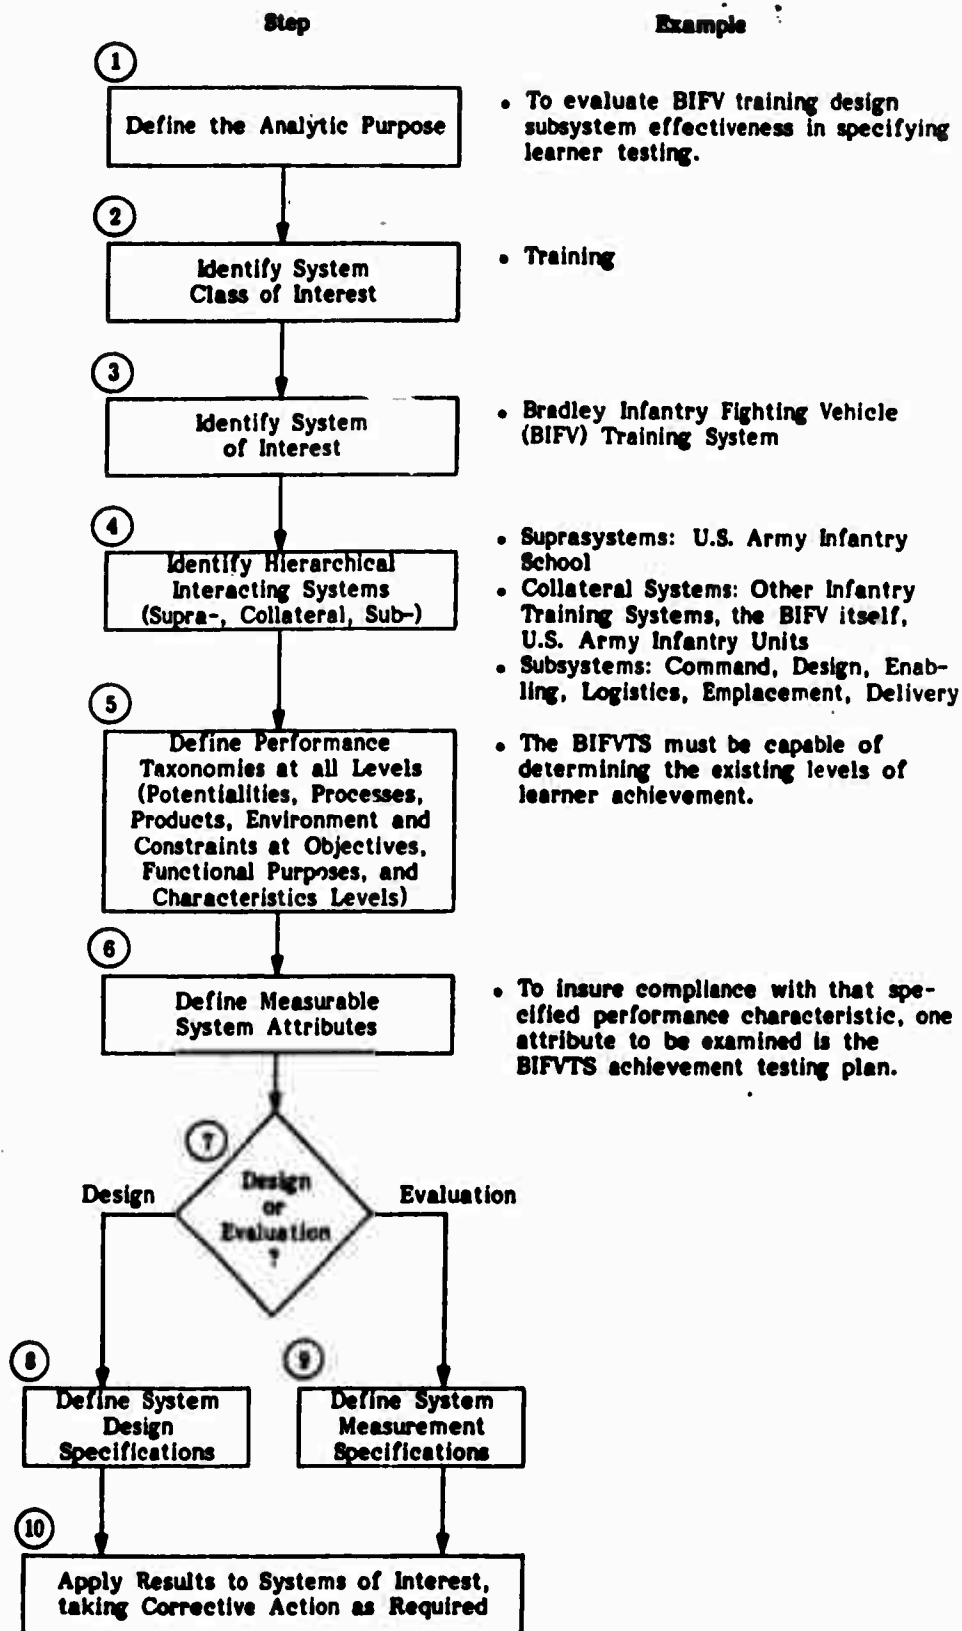 Step
Example
1
Define the Analytic Purpose
• To evaluate BIFV training design
subsystem effectiveness in specifying
learner testing.
2
Identify System
Class of Interest
• Training
3
Identify System
of Interest
• Bradley Infantry Fighting Vehicle
(BIFV) Training System
4
Identify Hierarchical
Interacting Systems
(Supra-, Collateral, Sub-)
• Suprasystems: U.S. Army Infantry
School
• Collateral Systems: Other Infantry
Training Systems, the BIFV itself,
U.S. Army Infantry Units
• Subsystems: Command, Design, Enab-
ling, Logistics, Emplacement, Delivery
5
Define Performance
Taxonomies at all Levels
(Potentialities, Processes,
Products, Environment and
Constraints at Objectives,
Functional Purposes, and
Characteristics Levels)
• The BIFVTS must be capable of
determining the existing levels of
learner achievement.
6
Define Measurable
System Attributes
• To insure compliance with that spe-
cified performance characteristic, one
attribute to be examined is the
BIFVTS achievement testing plan.
7
Design
or
Evaluation
?
Design
Evaluation
8
Define System
Design
Specifications
9
Define System
Measurement
Specifications
10
Apply Results to Systems of Interest,
taking Corrective Action as Required